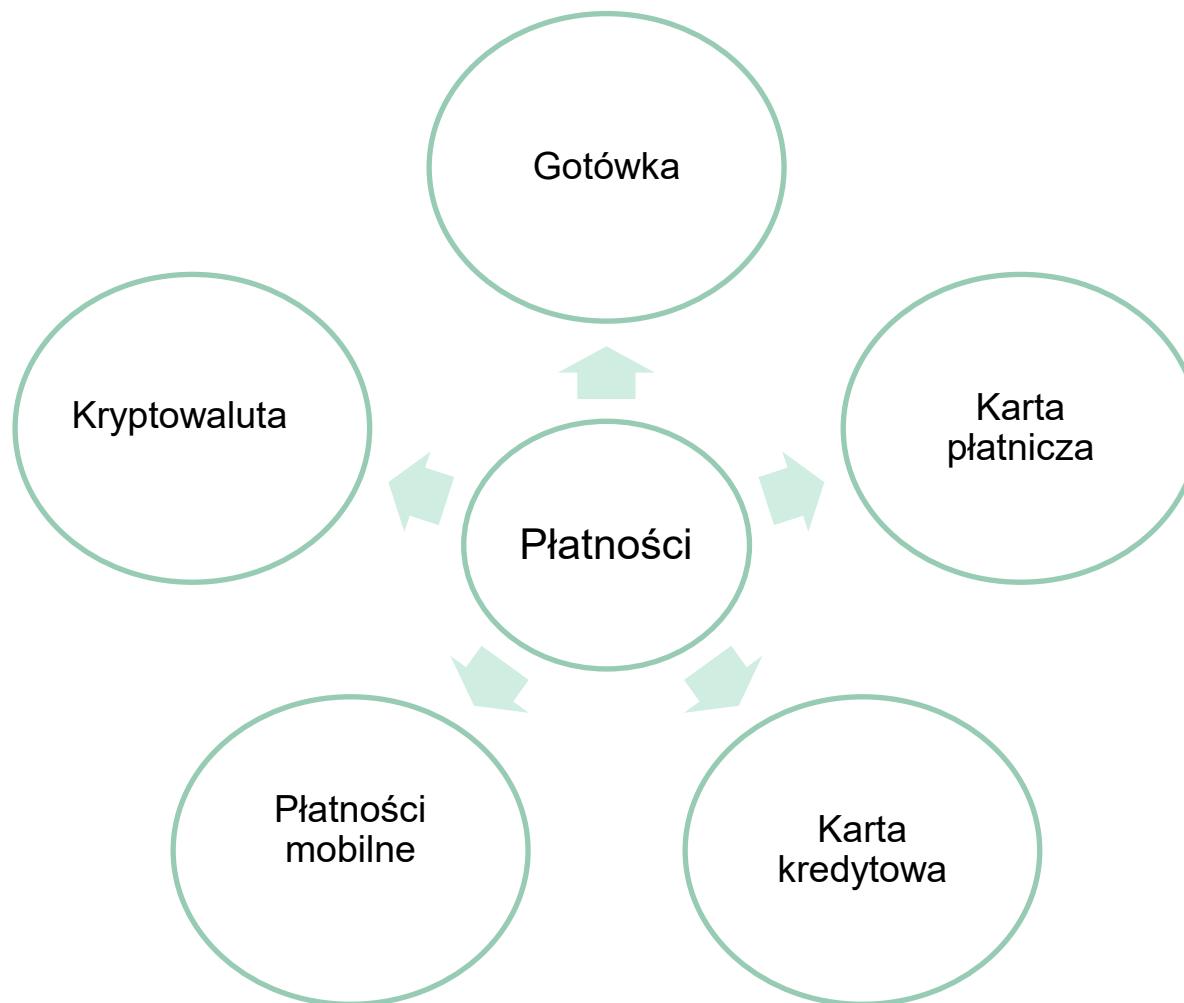 Gotówka
Kryptowaluta
Karta
płatnicza
Płatności
Płatności
mobilne
Karta
kredytowa